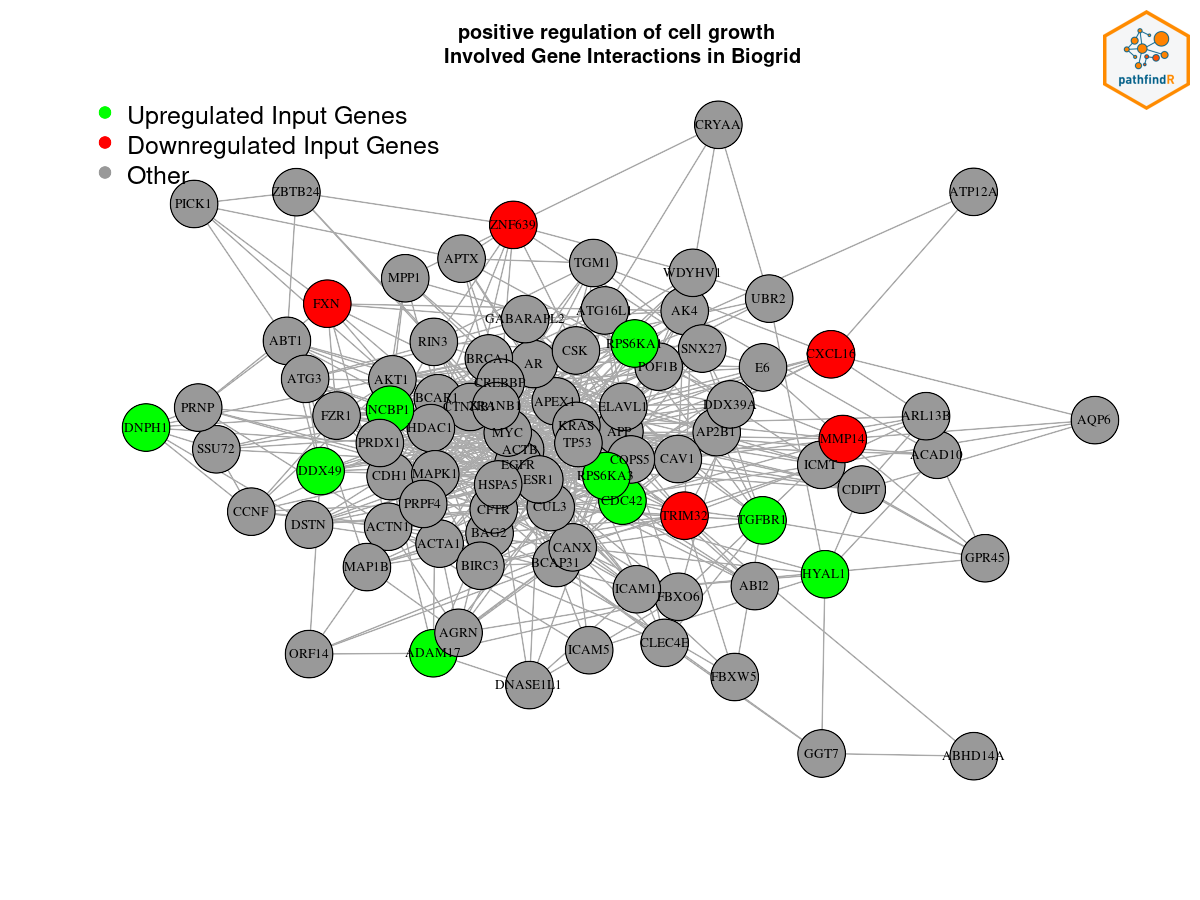 positive regulation of cell growth
Involved Gene Interactions in Biogrid
pathfindR
Upregulated Input Genes
Downregulated Input Genes
Other
CRYAA
ZBTB24
ATP12A
PICK1
ZNF639
APTX
TGM1
WDYHV1
MPP1
UBR2
FXN
ATG16L1
AK4
GABARAPL2
ABT1
RIN3
RPS6KA1
SNX27
CSK
CXCL16
BRCA1
AR
POF1B
E6
ATG3
AKT1
CREBBP
BCAR1
APEX1
ELAVL1
DDX39A
PRNP
NCBP1
CTNNB1
RANB1
FZR1
ARL13B
AQP6
DNPH1
HDAC1
MYC
KRAS
APP
AP2B1
PRDX1
TP53
MMP14
SSU72
ACTB
COPS5
CAV1
ACAD10
DDX49
CDH1
MAPK1
EGFR
ESR1
RPS6KA3
ICMT
HSPA5
CDIPT
PRPF4
CFTR
CUL3
CDC42
CCNF
DSTN
ACTN1
TRIM32
TGFBR1
BAG2
ACTA1
CANX
MAP1B
BIRC3
BCAP31
GPR45
HYAL1
ICAM1
FBXO6
ABI2
AGRN
CLEC4E
ORF14
ADAM17
ICAM5
DNASE1L1
FBXW5
GGT7
ABHD14A